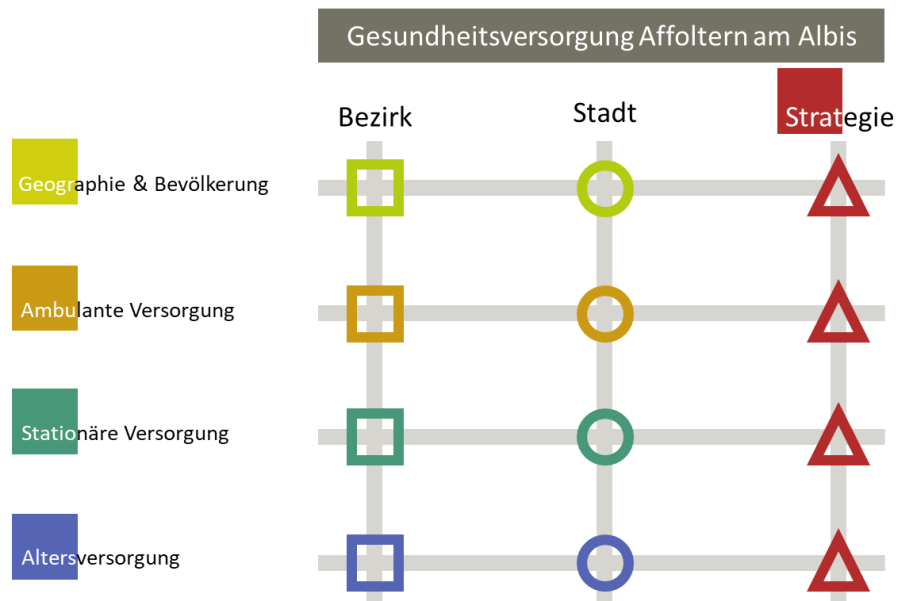 Gesundheitsversorgung Affoltern am Albis
Bezirk
Stadt
Strategie
Geographie & Bevölkerung
Ambulante Versorgung
Stationäre Versorgung
Altersversorgung